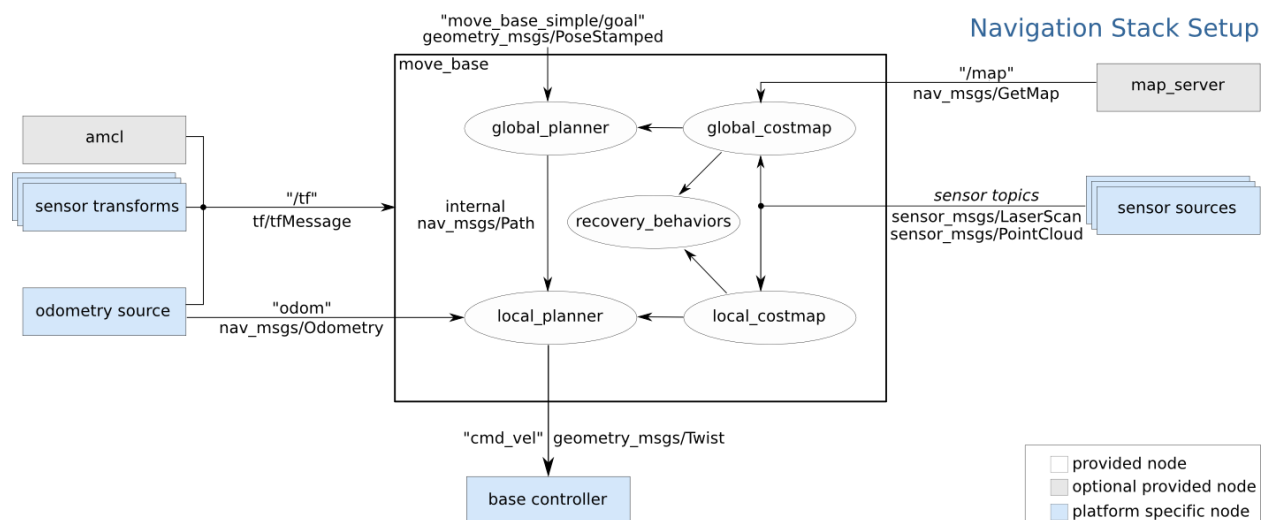 Navigation Stack Setup
"move_base_simple/goal"
geometry_msgs/PoseStamped
move_base
"/map"
nav_msgs/GetMap
map_server
global_planner
global_costmap
amcl
sensor transforms
"/tf"
tf/tfMessage
internal
nav_msgs/Path
recovery_behaviors
sensor topics
sensor_msgs/LaserScan
sensor_msgs/PointCloud
sensor sources
odometry source
"odom"
nav_msgs/Odometry
local_planner
local_costmap
"cmd_vel" geometry_msgs/Twist
base controller
provided node
optional provided node
platform specific node